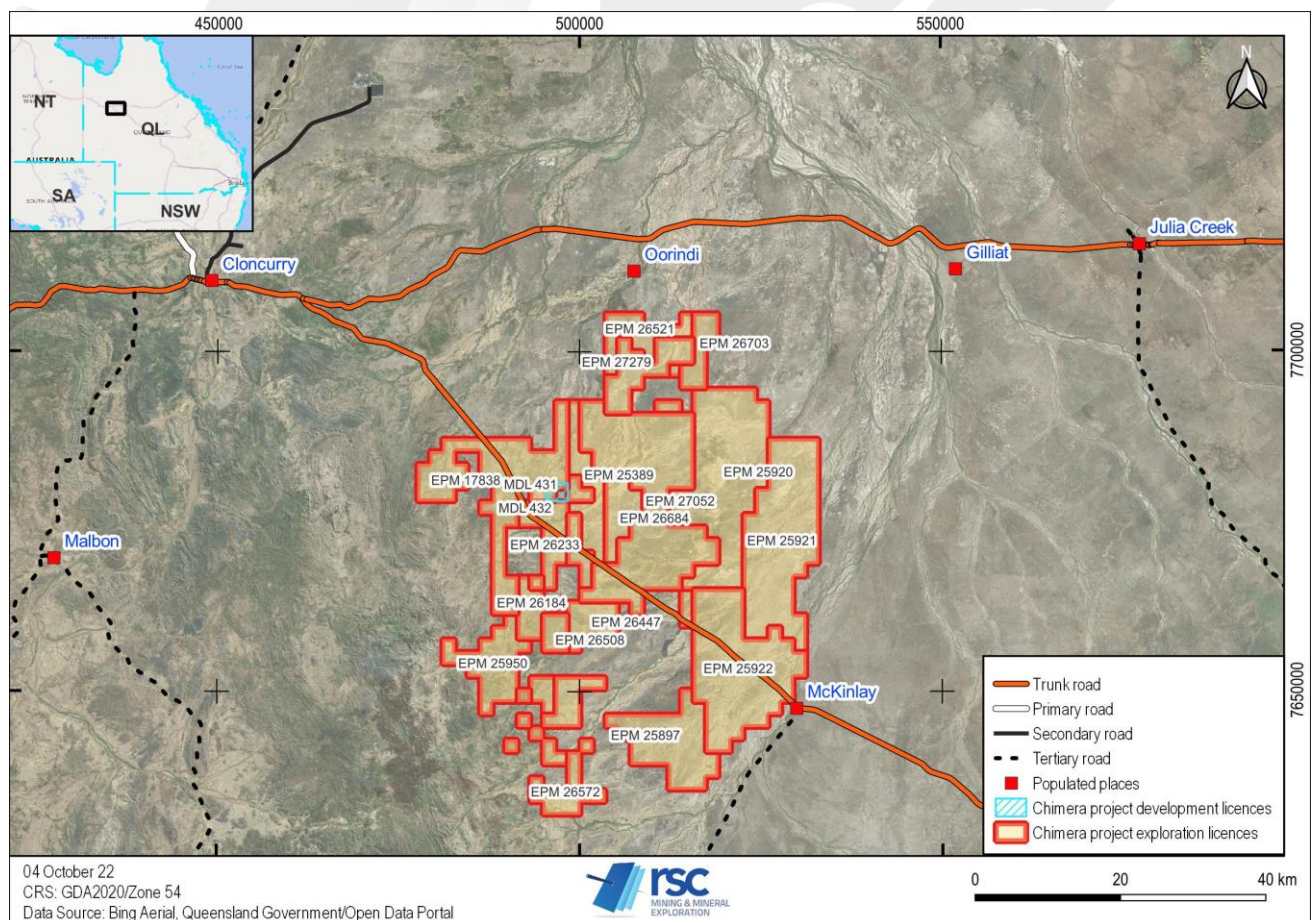 450000
500000
550000
NT
QL
AUSTRALIA
SA
NSW
N
Julia Creek
Cloncurry
Oorindi
Gilliat
EPM 26521
EPM 26703
7700000
EPM 27279
EPM 17838
MDL 431
EPM 25389
EPM 25920
MDL 432
EPM 27052
EPM 26684
EPM 26233
EPM 25921
Malbon
EPM 26184
EPM 26447
EPM 26508
EPM 25950
EPM 25922
McKinlay
7650000
EPM 25897
EPM 26572
Trunk road
Primary road
Secondary road
Tertiary road
Populated places
Chimera project development licences
Chimera project exploration licences
04 October 22
CRS: GDA2020/Zone 54
Data Source: Bing Aerial, Queensland Government/Open Data Portal
rsc
MINING & MINERAL
EXPLORATION
0 20 40 km